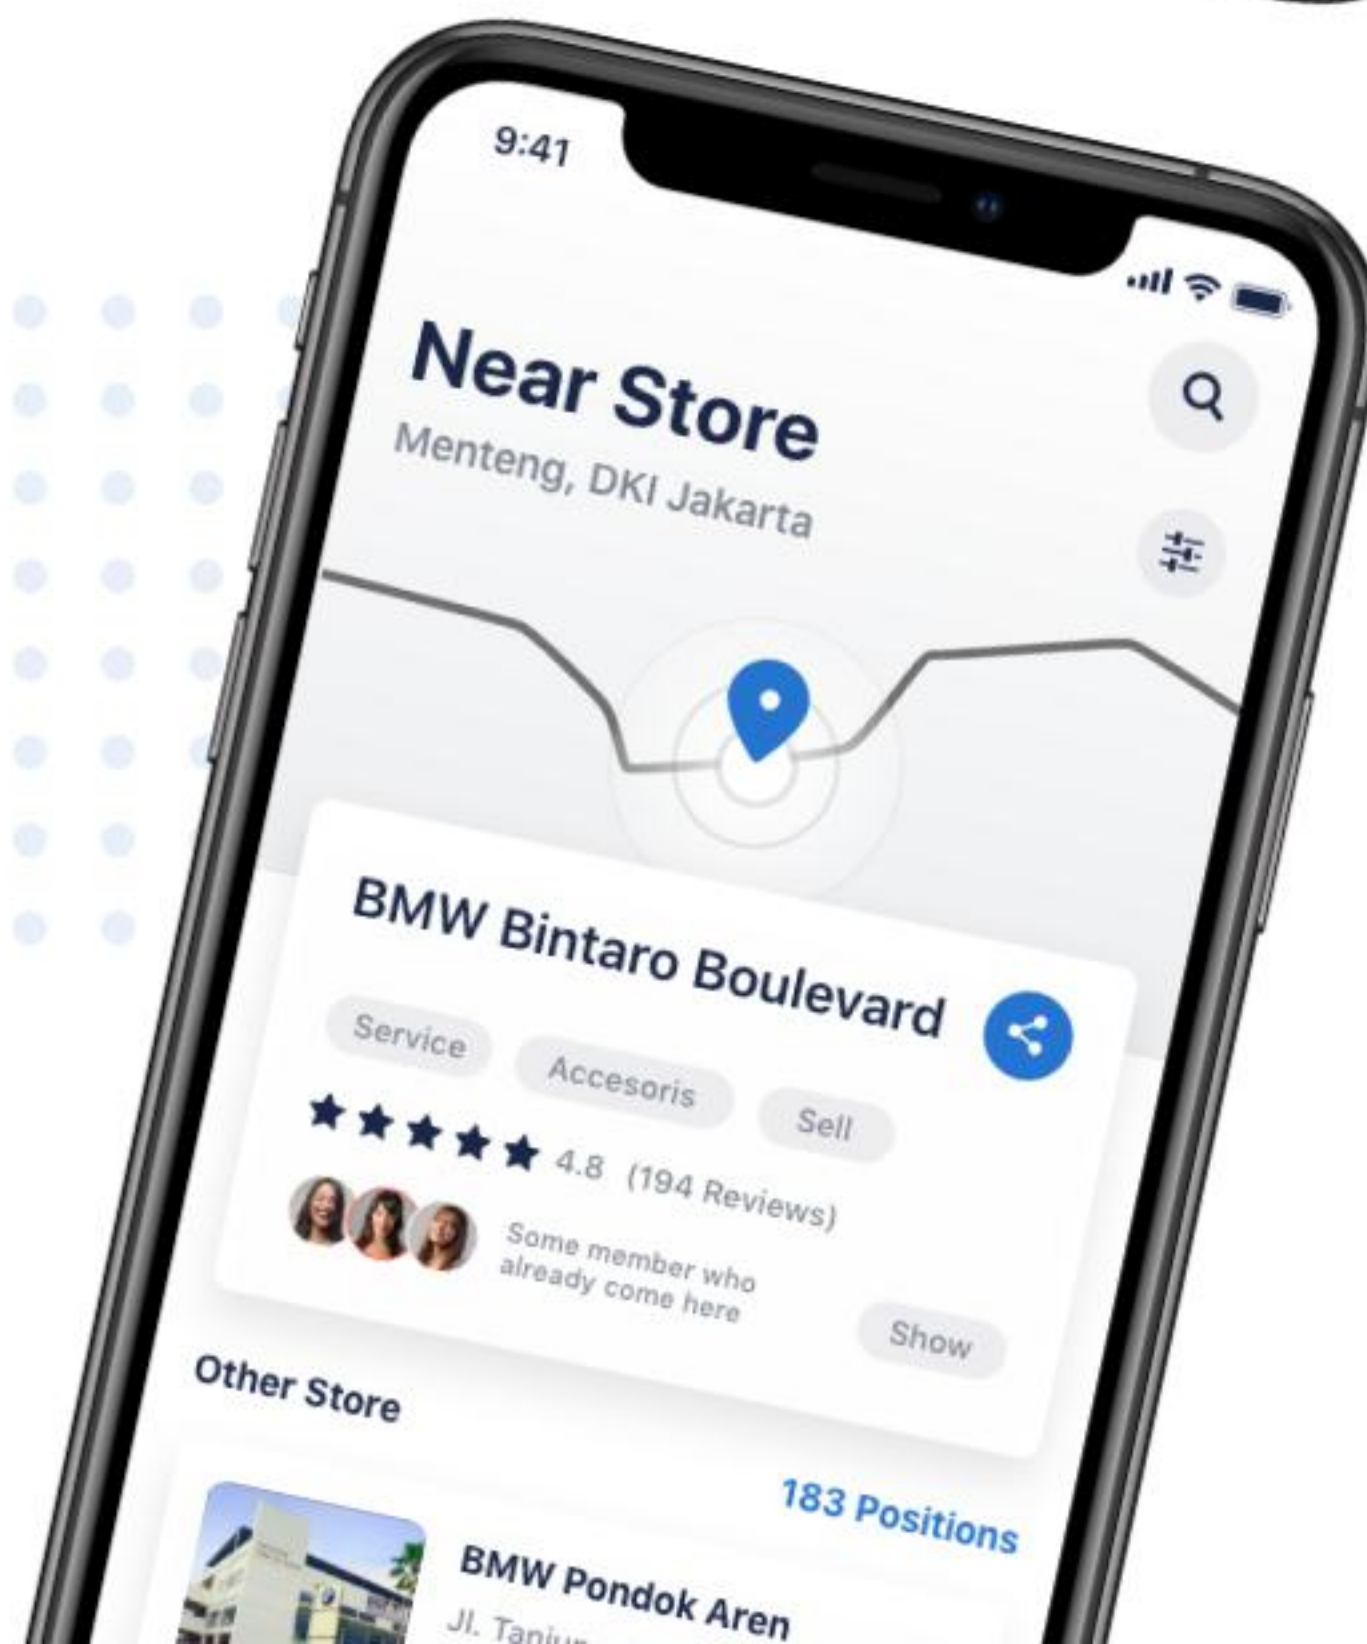 9:41
Near Store
Menteng, DKI Jakarta
BMW Bintaro Boulevard
Service
Accesoris
Sell
4.8 (194 Reviews)
Some member who
already come here
Show
Other Store
183 Positions
BMW Pondok Aren
Jl.